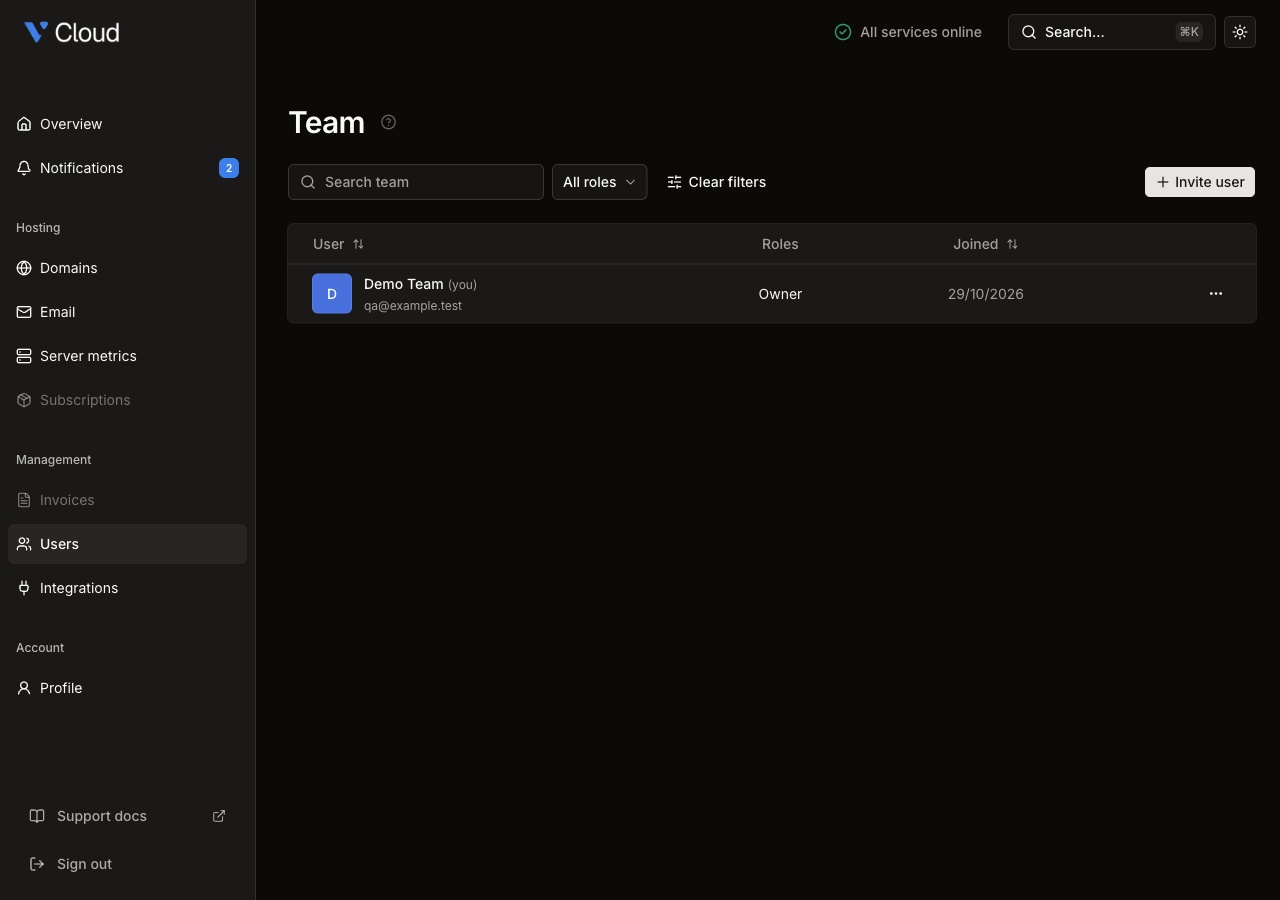 Cloud
Overview
Notifications 2
Hosting
Domains
Email
Server metrics
Subscriptions
Management
Invoices
Users
Integrations
Account
Profile
Support docs
Sign out
All services online
Search... ⌘K
Team
Search team
All roles
Clear filters
Invite user
User Roles Joined
D
Demo Team (you)
qa@example.test
Owner
29/10/2026